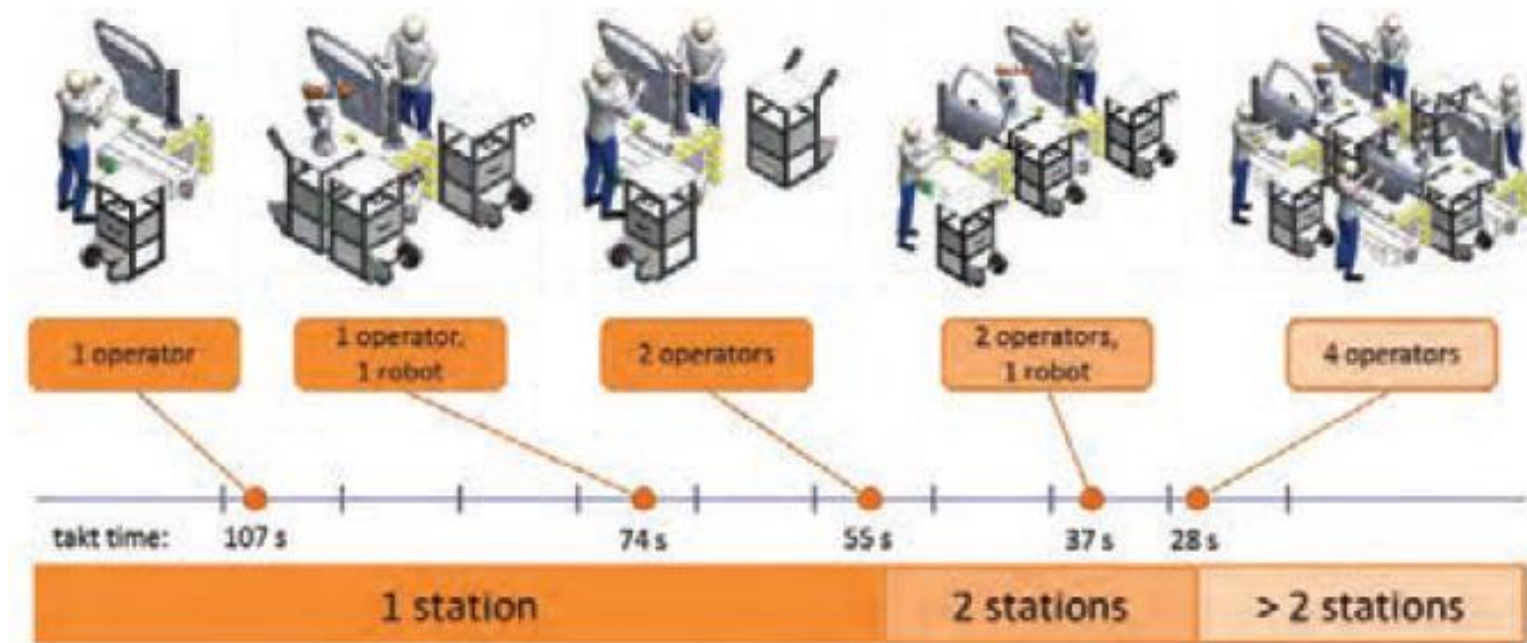 1 operator
1 operator,
1 robot
2 operators
2 operators,
1 robot
4 operators
takt time:
107 s
74 s
55 s
37 s
28 s
1 station
2 stations
> 2 stations